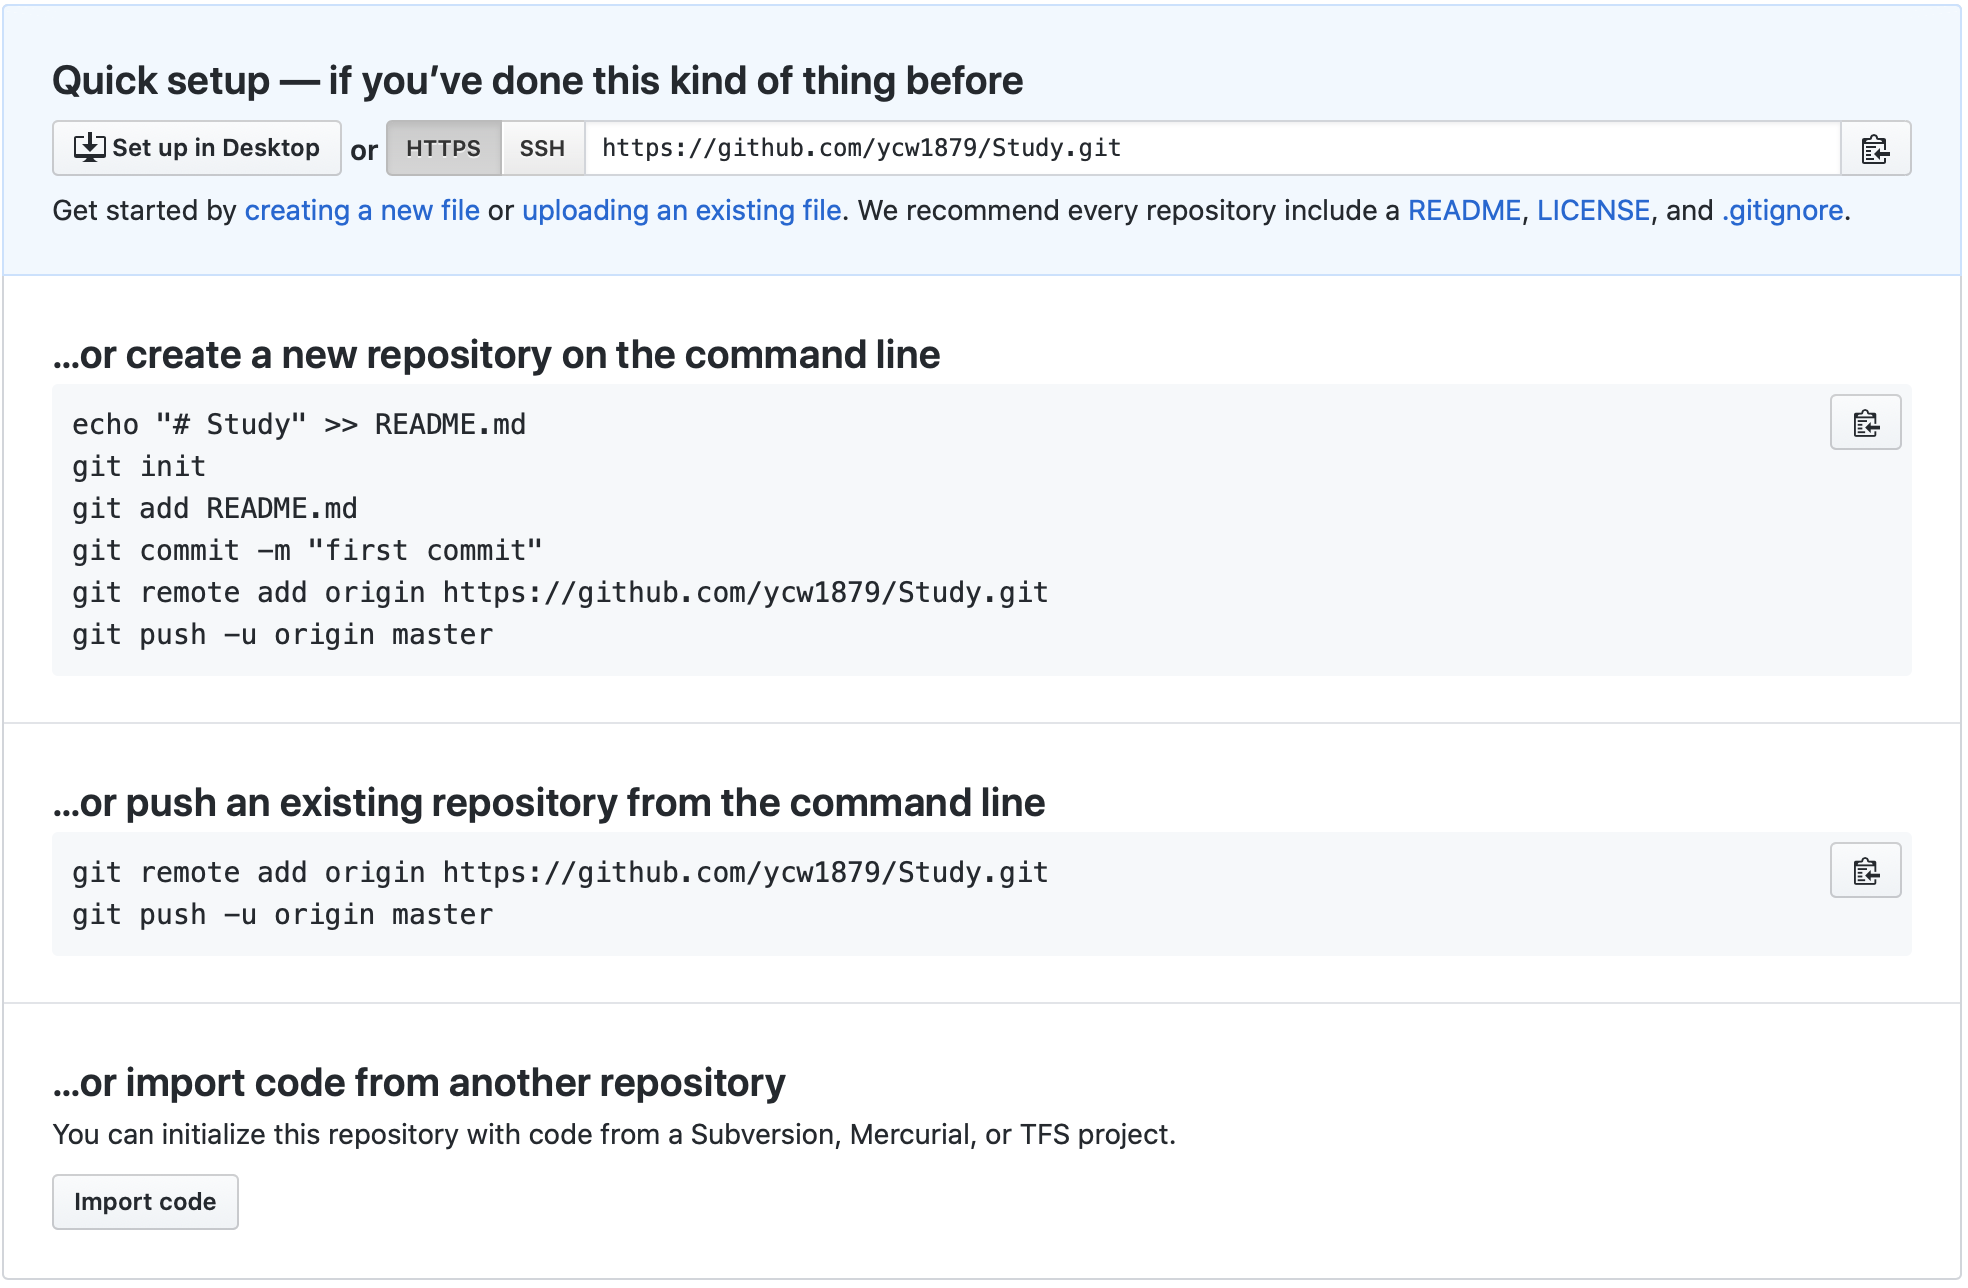 Quick setup — if you’ve done this kind of thing before
Set up in Desktop or HTTPS SSH https://github.com/ycw1879/Study.git
Get started by creating a new file or uploading an existing file. We recommend every repository include a README, LICENSE, and .gitignore.
…or create a new repository on the command line
echo "# Study" >> README.md
git init
git add README.md
git commit -m "first commit"
git remote add origin https://github.com/ycw1879/Study.git
git push -u origin master
…or push an existing repository from the command line
git remote add origin https://github.com/ycw1879/Study.git
git push -u origin master
…or import code from another repository
You can initialize this repository with code from a Subversion, Mercurial, or TFS project.
Import code